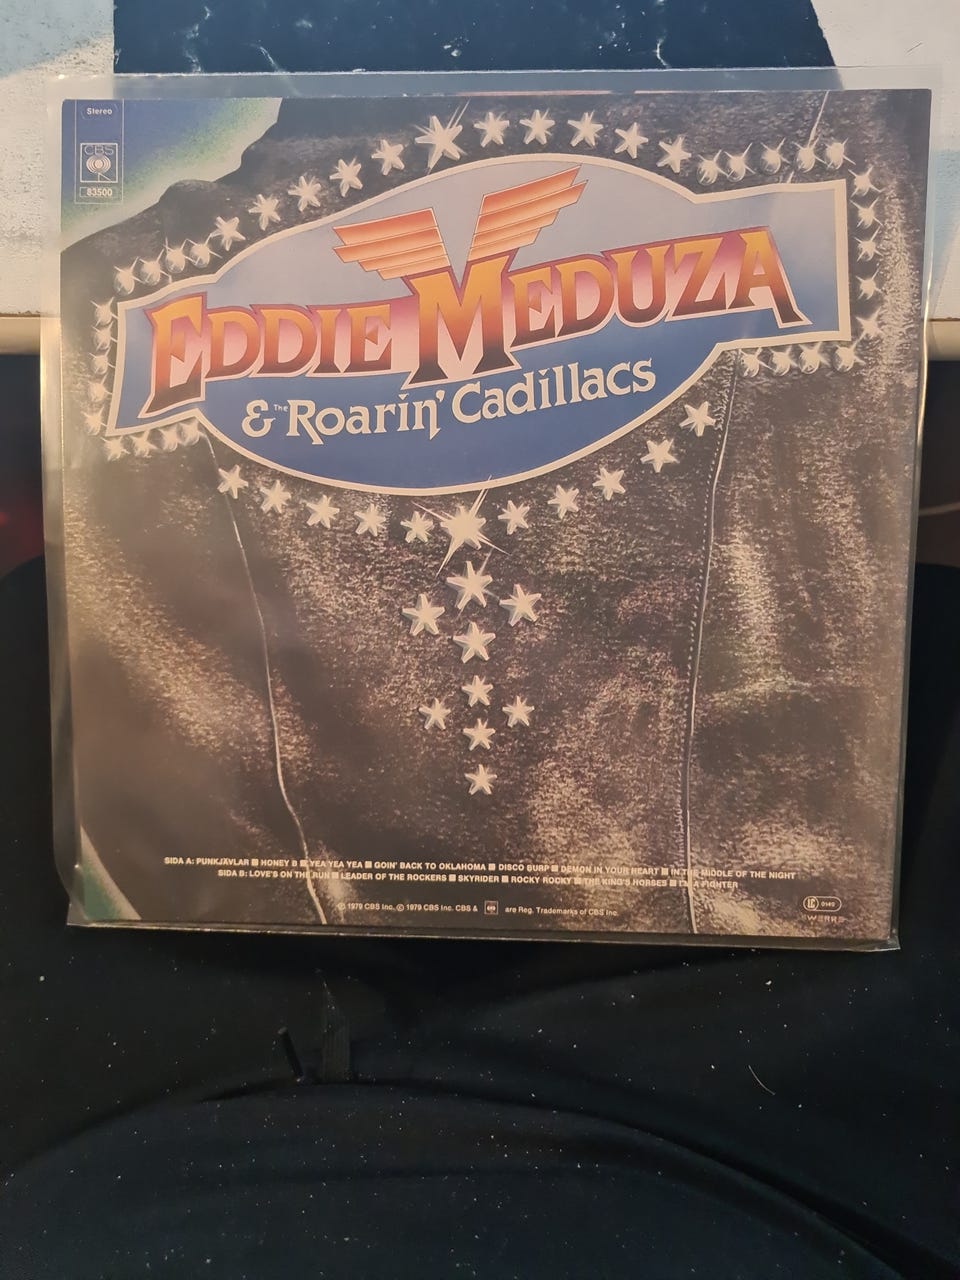 Stereo
CBS
83500
EDDIE MEDUZA
& The Roarin' Cadillacs
SIDA A: PUNKJÄVLAR ■ HONEY B ■ YEA YEA YEA ■ GOIN' BACK TO OKLAHOMA ■ DISCO BURP ■ DEMON IN YOUR HEART ■ IN THE MIDDLE OF THE NIGHT
SIDA B: LOVE'S ON THE RUN ■ LEADER OF THE ROCKERS ■ SKYRIDER ■ ROCKY ROCKY ■ THE KING'S HORSES ■ I'M A FIGHTER
℗ 1979 CBS Inc. © 1979 CBS Inc. CBS & are Reg. Trademarks of CBS Inc.
LC 0149